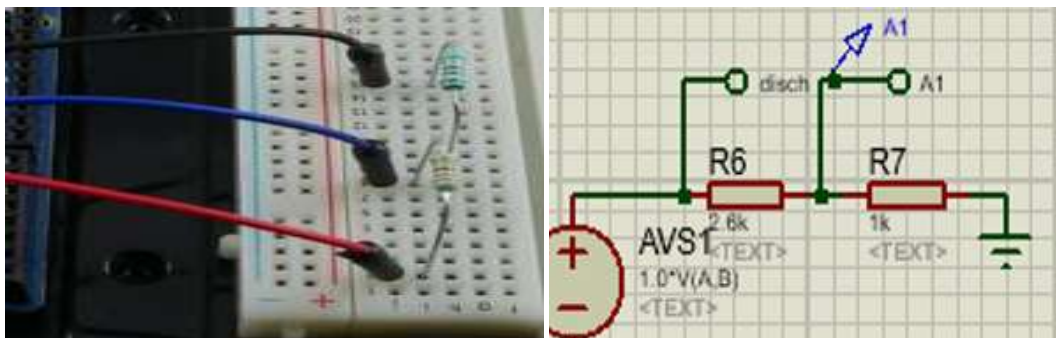 A1
disch
A1
R6
R7
2.6k
1k
<TEXT>
<TEXT>
AVS1
1.0*V(A,B)
<TEXT>
+
−
− +